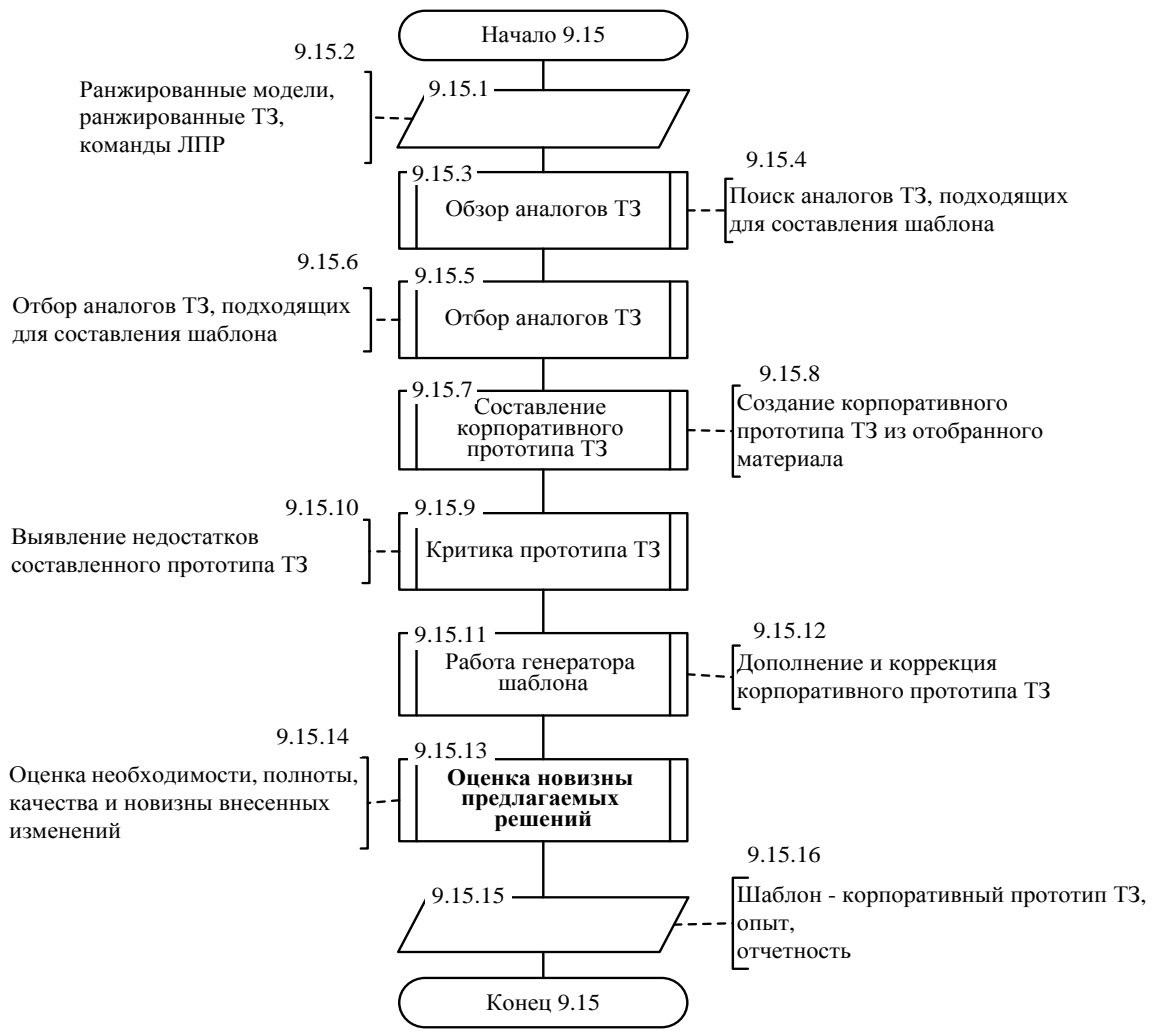 Начало 9.15
9.15.2
Ранжированные модели,
ранжированные ТЗ,
команды ЛПР
9.15.1
9.15.3
Обзор аналогов ТЗ
9.15.4
Поиск аналогов ТЗ, подходящих
для составления шаблона
9.15.6
Отбор аналогов ТЗ, подходящих
для составления шаблона
9.15.5
Отбор аналогов ТЗ
9.15.7
Составление
корпоративного
прототипа ТЗ
9.15.8
Создание корпоративного
прототипа ТЗ из отобранного
материала
9.15.10
Выявление недостатков
составленного прототипа ТЗ
9.15.9
Критика прототипа ТЗ
9.15.11
Работа генератора
шаблона
9.15.12
Дополнение и коррекция
корпоративного прототипа ТЗ
9.15.14
Оценка необходимости, полноты,
качества и новизны внесенных
изменений
9.15.13
Оценка новизны
предлагаемых
решений
9.15.15
9.15.16
Шаблон - корпоративный прототип ТЗ,
опыт,
отчетность
Конец 9.15